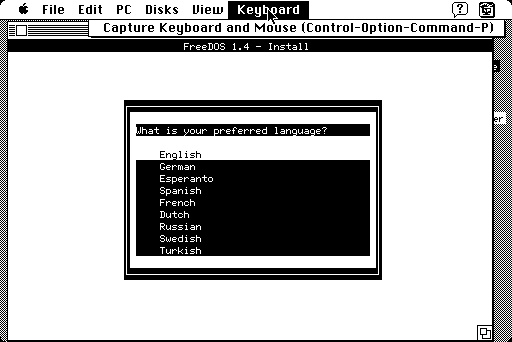 File Edit PC Disks View Keyboard
Capture Keyboard and Mouse (Control-Option-Command-P)
FreeDOS 1.4 - Install
What is your preferred language?
English
German
Esperanto
Spanish
French
Dutch
Russian
Swedish
Turkish
er